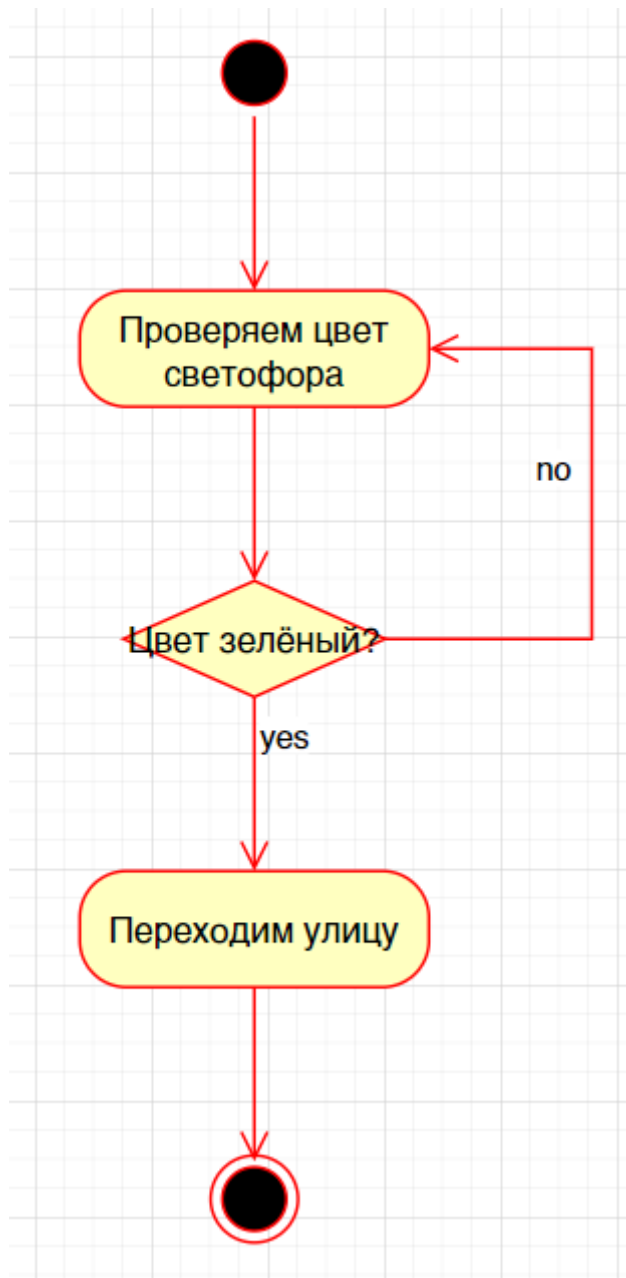 Проверяем цвет
светофора
no
Цвет зелёный?
yes
Переходим улицу